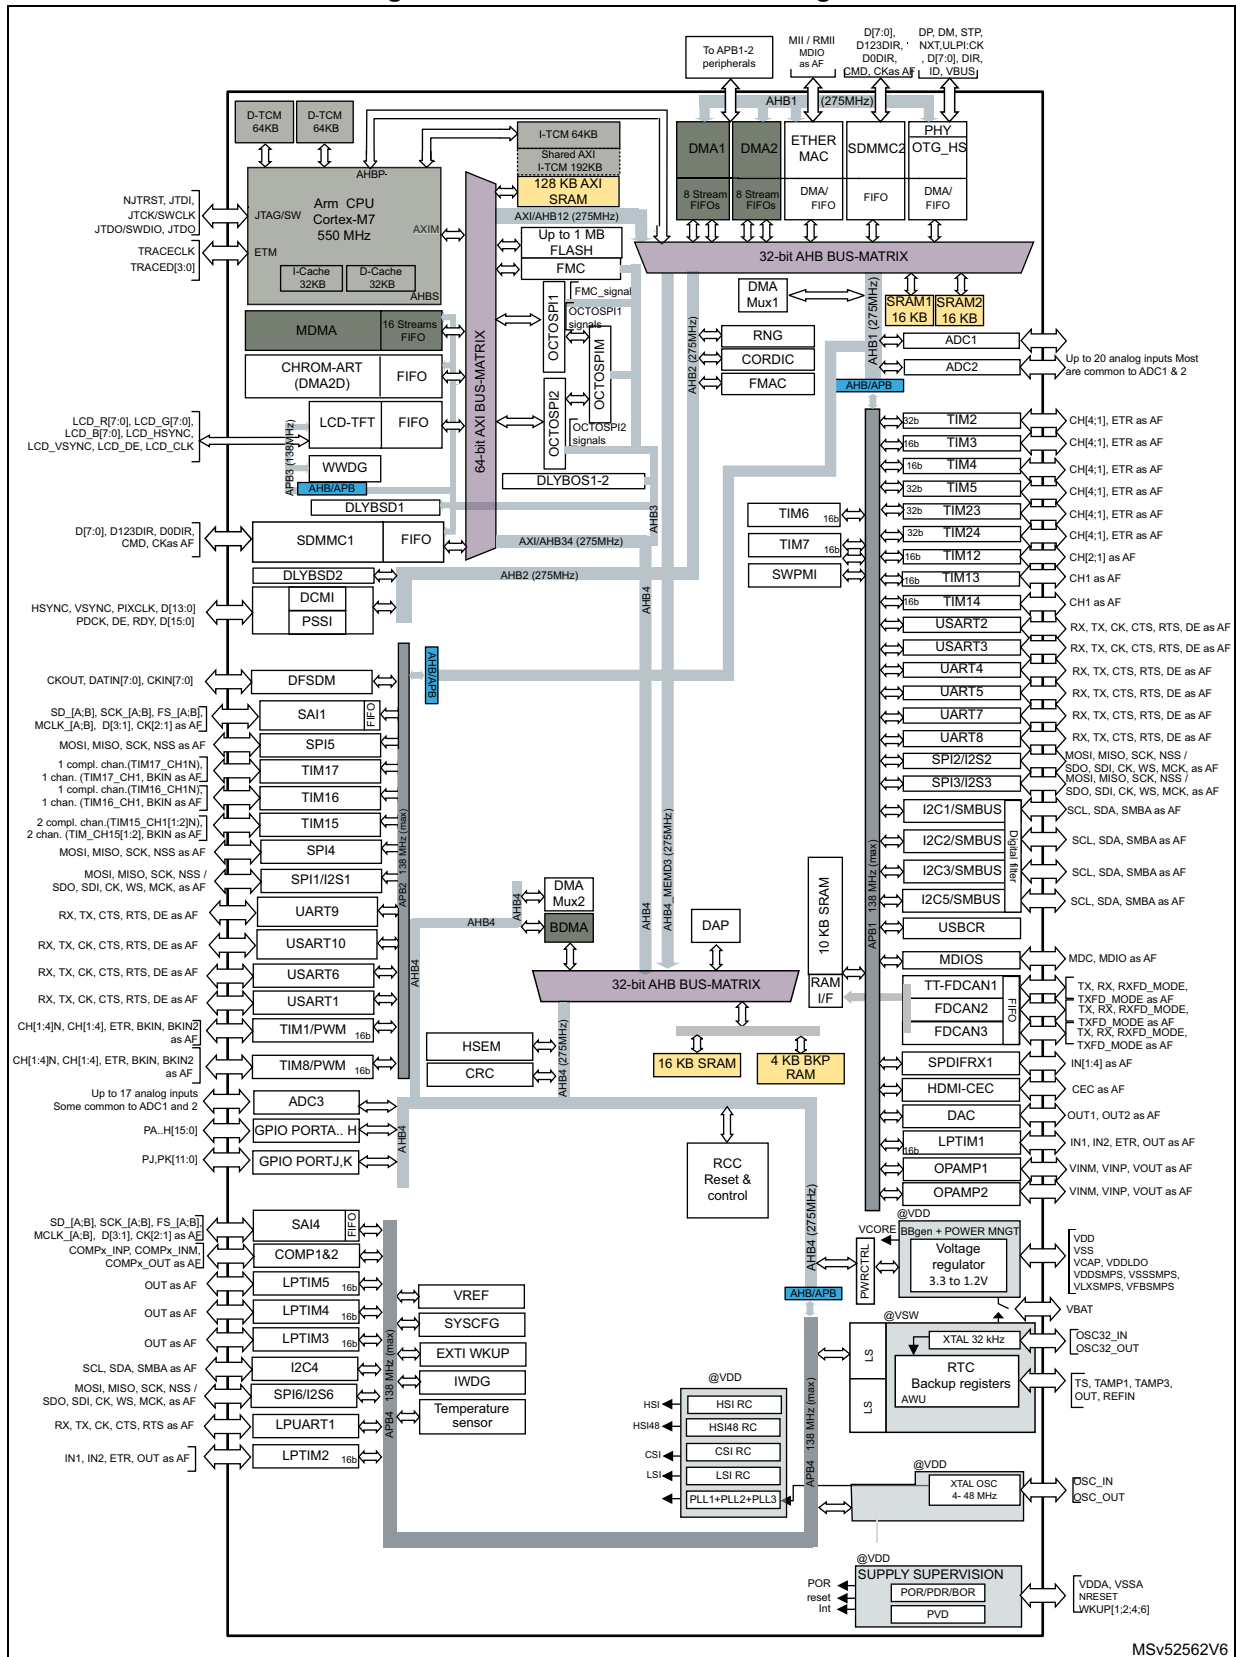 To APB1-2
peripherals
MII / RMII
MDIO
as AF
D[7:0],
D123DIR,
D0DIR,
CMD, CKas AF
DP, DM, STP,
NXT,ULPI:CK
, D[7:0], DIR,
ID, VBUS
AHB1 (275MHz)
D-TCM
64KB
D-TCM
64KB
I-TCM 64KB
Shared AXI
I-TCM 192KB
128 KB AXI
SRAM
DMA1
8 Stream
FIFOs
DMA2
8 Stream
FIFOs
ETHER
MAC
DMA/
FIFO
SDMMC2
FIFO
PHY
OTG_HS
DMA/
FIFO
AHBP
Arm CPU
Cortex-M7
550 MHz
JTAG/SW
ETM
AXIM
I-Cache
32KB
D-Cache
32KB
AHBS
NJTRST, JTDI,
JTCK/SWCLK
JTDO/SWDIO, JTDO
TRACECLK
TRACED[3:0]
AXI/AHB12 (275MHz)
Up to 1 MB
FLASH
FMC
FMC_signal
64-bit AXI BUS-MATRIX
32-bit AHB BUS-MATRIX
DMA
Mux1
SRAM1
16 KB
SRAM2
16 KB
OCTOSPI1
OCTOSPI1
signals
OCTOSPIM
OCTOSPI2
OCTOSPI2
signals
DLYBOS1-2
MDMA
16 Streams
FIFO
CHROM-ART
(DMA2D)
FIFO
LCD-TFT
FIFO
LCD_R[7:0], LCD_G[7:0],
LCD_B[7:0], LCD_HSYNC,
LCD_VSYNC, LCD_DE, LCD_CLK
APB3 (138MHz)
WWDG
AHB/APB
DLYBSD1
SDMMC1
FIFO
D[7:0], D123DIR, D0DIR,
CMD, CKas AF
AXI/AHB34 (275MHz)
AHB3
DLYBSD2
AHB2 (275MHz)
DCMI
PSSI
HSYNC, VSYNC, PIXCLK, D[13:0]
PDCK, DE, RDY, D[15:0]
AHB2 (275MHz)
RNG
CORDIC
FMAC
AHB1 (275MHz)
ADC1
ADC2
Up to 20 analog inputs Most
are common to ADC1 & 2
AHB/APB
TIM6
16b
TIM7
16b
SWPMI
32b
TIM2
CH[4;1], ETR as AF
16b
TIM3
CH[4;1], ETR as AF
16b
TIM4
CH[4;1], ETR as AF
32b
TIM5
CH[4;1], ETR as AF
32b
TIM23
CH[4;1], ETR as AF
32b
TIM24
CH[4;1], ETR as AF
16b
TIM12
CH[2;1] as AF
16b
TIM13
CH1 as AF
16b
TIM14
CH1 as AF
USART2
RX, TX, CK, CTS, RTS, DE as AF
USART3
RX, TX, CK, CTS, RTS, DE as AF
UART4
RX, TX, CTS, RTS, DE as AF
UART5
RX, TX, CTS, RTS, DE as AF
UART7
RX, TX, CTS, RTS, DE as AF
UART8
RX, TX, CTS, RTS, DE as AF
SPI2/I2S2
MOSI, MISO, SCK, NSS /
SDO, SDI, CK, WS, MCK, as AF
SPI3/I2S3
MOSI, MISO, SCK, NSS /
SDO, SDI, CK, WS, MCK, as AF
I2C1/SMBUS
SCL, SDA, SMBA as AF
I2C2/SMBUS
SCL, SDA, SMBA as AF
I2C3/SMBUS
SCL, SDA, SMBA as AF
I2C5/SMBUS
SCL, SDA, SMBA as AF
Digital filter
USBCR
MDIOS
MDC, MDIO as AF
TT-FDCAN1
TX, RX, RXFD_MODE,
TXFD_MODE as AF
FDCAN2
TX, RX, RXFD_MODE,
TXFD_MODE as AF
FDCAN3
TX, RX, RXFD_MODE,
TXFD_MODE as AF
FIFO
SPDIFRX1
IN[1:4] as AF
HDMI-CEC
CEC as AF
DAC
OUT1, OUT2 as AF
16b
LPTIM1
IN1, IN2, ETR, OUT as AF
OPAMP1
VINM, VINP, VOUT as AF
OPAMP2
VINM, VINP, VOUT as AF
APB1 138 MHz (max)
10 KB SRAM
RAM
I/F
AHB/APB
DFSDM
CKOUT, DATIN[7:0], CKIN[7:0]
SAI1
FIFO
SD_[A;B], SCK_[A;B], FS_[A;B],
MCLK_[A;B], D[3:1], CK[2:1] as AF
SPI5
MOSI, MISO, SCK, NSS as AF
TIM17
1 compl. chan.(TIM17_CH1N),
1 chan. (TIM17_CH1, BKIN as AF
TIM16
1 compl. chan.(TIM16_CH1N),
1 chan. (TIM16_CH1, BKIN as AF
TIM15
2 compl. chan.(TIM15_CH1[1:2]N),
2 chan. (TIM_CH15[1:2], BKIN as AF
SPI4
MOSI, MISO, SCK, NSS as AF
SPI1/I2S1
MOSI, MISO, SCK, NSS /
SDO, SDI, CK, WS, MCK, as AF
UART9
RX, TX, CTS, RTS, DE as AF
USART10
RX, TX, CK, CTS, RTS, DE as AF
USART6
RX, TX, CK, CTS, RTS, DE as AF
USART1
RX, TX, CK, CTS, RTS, DE as AF
TIM1/PWM
16b
CH[1:4]N, CH[1:4], ETR, BKIN, BKIN2
as AF
TIM8/PWM
16b
CH[1:4]N, CH[1:4], ETR, BKIN, BKIN2
as AF
APB2 138 MHz (max)
ADC3
Up to 17 analog inputs
Some common to ADC1 and 2
GPIO PORTA.. H
PA..H[15:0]
GPIO PORTJ,K
PJ,PK[11:0]
AHB4
AHB4
AHB4
AHB4
DMA
Mux2
BDMA
AHB4
AHB4
AHB4_MEMD3 (275MHz)
DAP
32-bit AHB BUS-MATRIX
HSEM
CRC
AHB4 (275MHz)
16 KB SRAM
4 KB BKP
RAM
RCC
Reset &
control
AHB4 (275MHz)
AHB/APB
SAI4
FIFO
SD_[A;B], SCK_[A;B], FS_[A;B],
MCLK_[A;B], D[3:1], CK[2:1] as AF
COMP1&2
COMPx_INP, COMPx_INM,
COMPx_OUT as AF
LPTIM5
16b
OUT as AF
LPTIM4
16b
OUT as AF
LPTIM3
16b
OUT as AF
I2C4
SCL, SDA, SMBA as AF
SPI6/I2S6
MOSI, MISO, SCK, NSS /
SDO, SDI, CK, WS, MCK, as AF
LPUART1
RX, TX, CK, CTS, RTS as AF
LPTIM2
16b
IN1, IN2, ETR, OUT as AF
APB4 138 MHz (max)
VREF
SYSCFG
EXTI WKUP
IWDG
Temperature
sensor
APB4 138 MHz (max)
@VDD
VCORE
BBgen + POWER MNGT
Voltage
regulator
3.3 to 1.2V
PWRCTRL
VDD
VSS
VCAP, VDDLDO
VDDSMPS, VSSSMPS,
VLXSMPS, VFBSMPS
VBAT
@VSW
LS
LS
XTAL 32 kHz
RTC
Backup registers
AWU
OSC32_IN
OSC32_OUT
TS, TAMP1, TAMP3,
OUT, REFIN
@VDD
HSI
HSI RC
HSI48
HSI48 RC
CSI
CSI RC
LSI
LSI RC
PLL1+PLL2+PLL3
@VDD
XTAL OSC
4- 48 MHz
OSC_IN
OSC_OUT
@VDD
SUPPLY SUPERVISION
POR
reset
Int
POR/PDR/BOR
PVD
VDDA, VSSA
NRESET
WKUP[1;2;4;6]
MSv52562V6